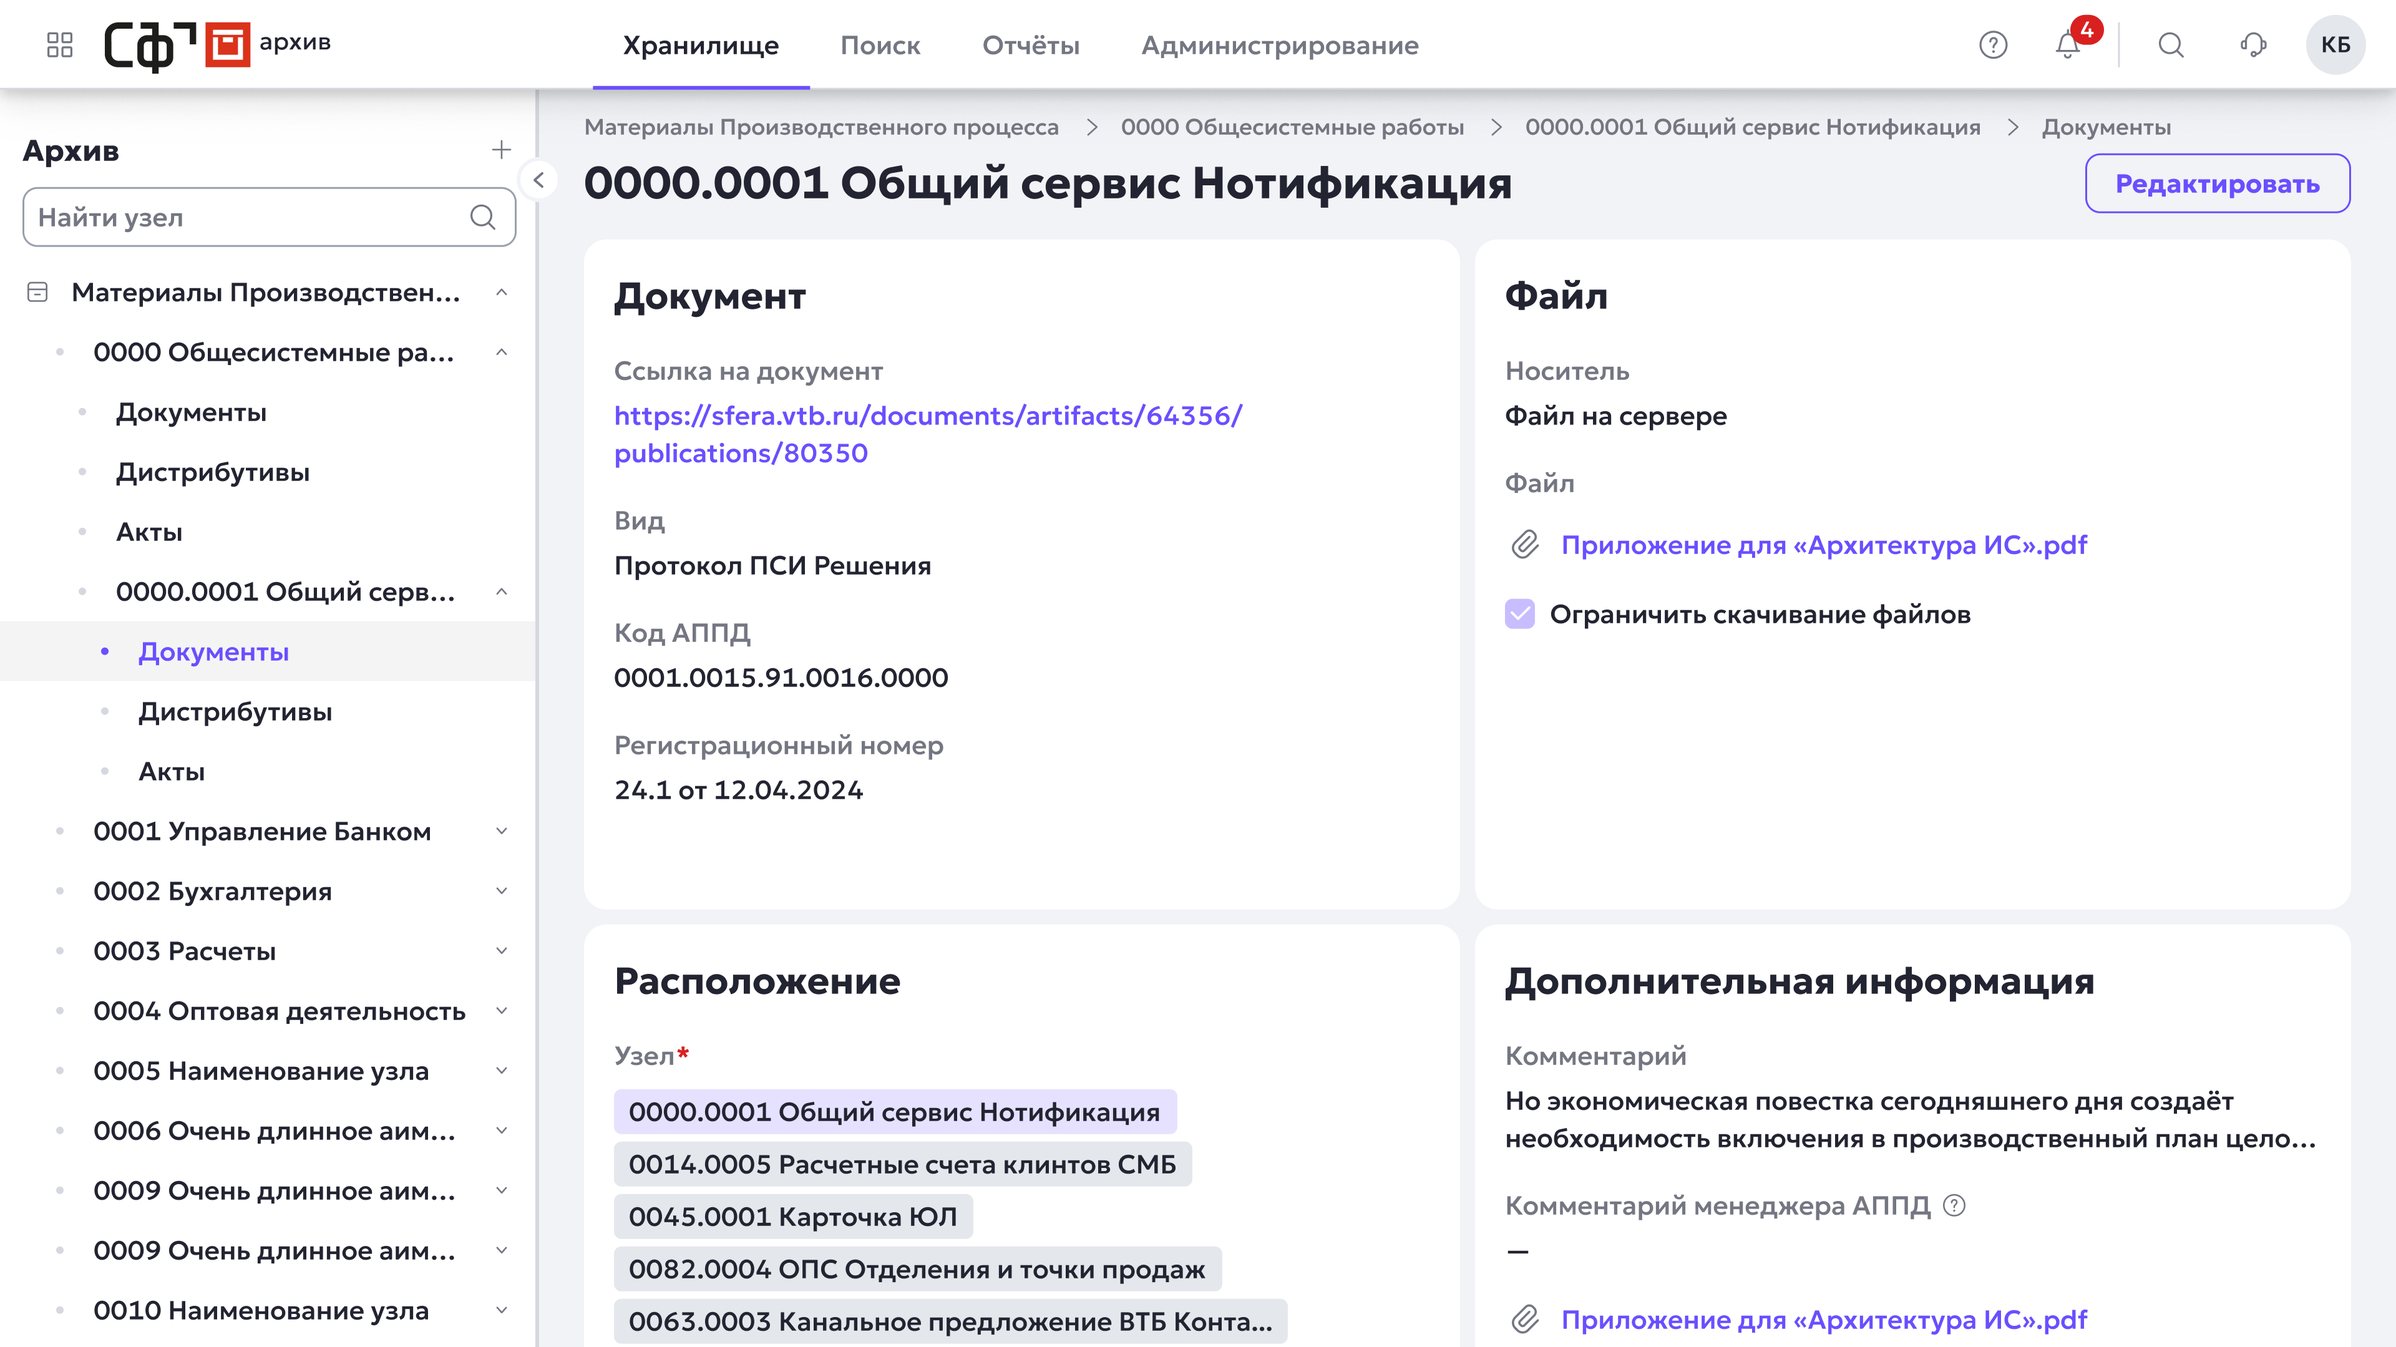 СФ архив
Хранилище
Поиск
Отчёты
Администрирование
4
КБ
Архив
Найти узел
Материалы Производствен...
0000 Общесистемные ра...
Документы
Дистрибутивы
Акты
0000.0001 Общий серв...
Документы
Дистрибутивы
Акты
0001 Управление Банком
0002 Бухгалтерия
0003 Расчеты
0004 Оптовая деятельность
0005 Наименование узла
0006 Очень длинное аим...
0009 Очень длинное аим...
0009 Очень длинное аим...
0010 Наименование узла
Материалы Производственного процесса > 0000 Общесистемные работы > 0000.0001 Общий сервис Нотификация > Документы
0000.0001 Общий сервис Нотификация
Редактировать
Документ
Ссылка на документ
https://sfera.vtb.ru/documents/artifacts/64356/
publications/80350
Вид
Протокол ПСИ Решения
Код АППД
0001.0015.91.0016.0000
Регистрационный номер
24.1 от 12.04.2024
Файл
Носитель
Файл на сервере
Файл
Приложение для «Архитектура ИС».pdf
Ограничить скачивание файлов
Расположение
Узел*
0000.0001 Общий сервис Нотификация
0014.0005 Расчетные счета клинтов СМБ
0045.0001 Карточка ЮЛ
0082.0004 ОПС Отделения и точки продаж
0063.0003 Канальное предложение ВТБ Конта...
Дополнительная информация
Комментарий
Но экономическая повестка сегодняшнего дня создаёт
необходимость включения в производственный план цело...
Комментарий менеджера АППД
—
Приложение для «Архитектура ИС».pdf